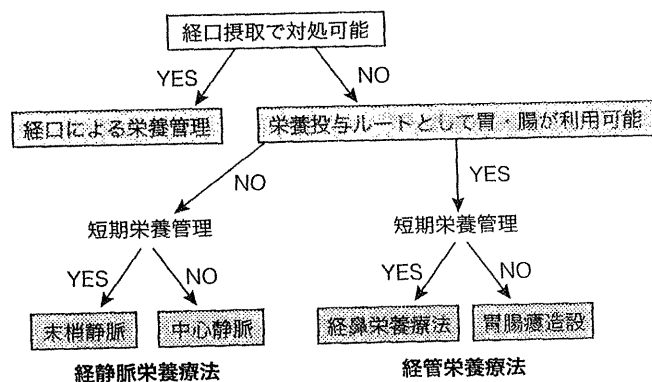 経口摂取で対処可能
YES
NO
経口による栄養管理
栄養投与ルートとして胃・腸が利用可能
NO
YES
短期栄養管理
短期栄養管理
YES
NO
YES
NO
末梢静脈
中心静脈
経鼻栄養療法
胃腸瘻造設
経静脈栄養療法
経管栄養療法